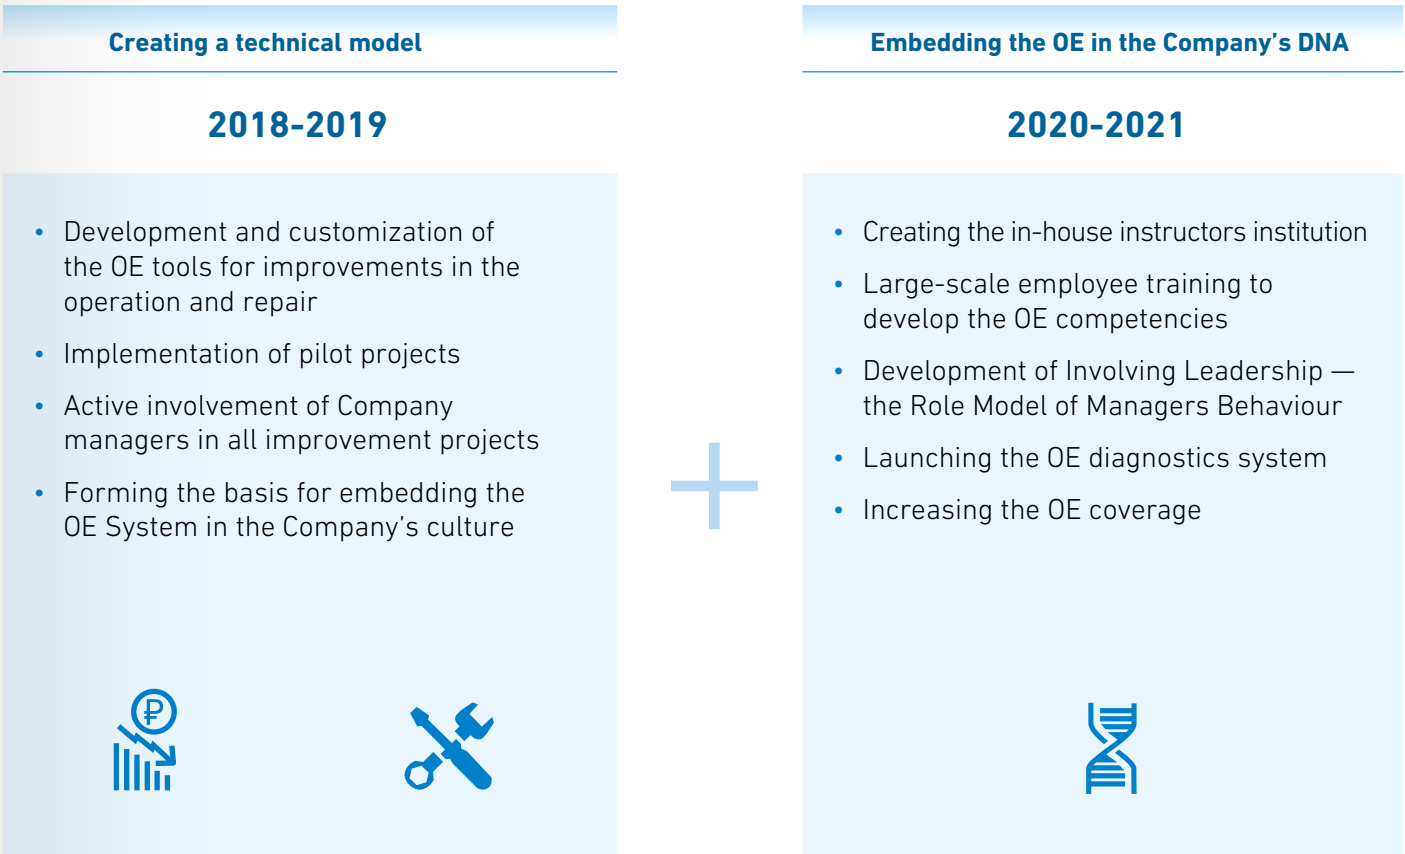 Creating a technical model
2018-2019
• Development and customization of
the OE tools for improvements in the
operation and repair
• Implementation of pilot projects
• Active involvement of Company
managers in all improvement projects
• Forming the basis for embedding the
OE System in the Company’s culture
₽
Embedding the OE in the Company’s DNA
2020-2021
• Creating the in-house instructors institution
• Large-scale employee training to
develop the OE competencies
• Development of Involving Leadership —
the Role Model of Managers Behaviour
• Launching the OE diagnostics system
• Increasing the OE coverage